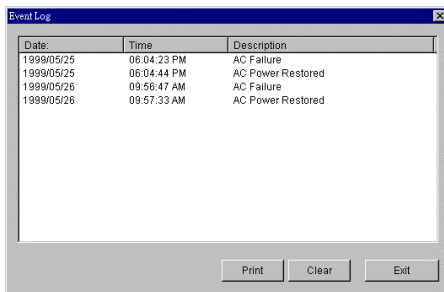 Event Log
Date: Time Description
1999/05/25 06:04:23 PM AC Failure
1999/05/25 06:04:44 PM AC Power Restored
1999/05/26 09:56:47 AM AC Failure
1999/05/26 09:57:33 AM AC Power Restored
Print Clear Exit